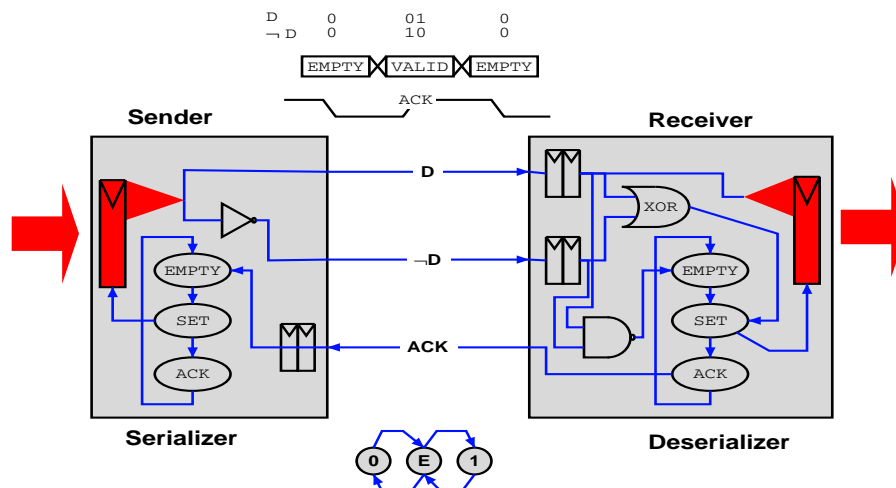 D 0 01 0
¬ D 0 10 0
EMPTY VALID EMPTY
ACK
Sender
Receiver
D
XOR
¬D
EMPTY
EMPTY
SET
SET
ACK
ACK
ACK
Serializer
Deserializer
0 E 1